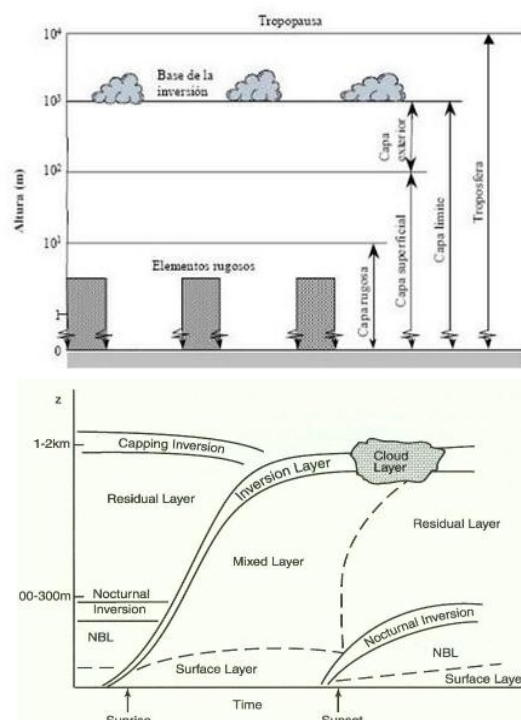 Tropopausa
10⁴
Base de la
inversión
10³
Capa
exterior
10²
Altura (m)
Capa superficial
Capa límite
Troposfera
10¹
Elementos rugosos
Capa rugosa
1
0
z
1-2km
Capping Inversion
Inversion Layer
Cloud
Layer
Residual Layer
Residual Layer
Mixed Layer
00-300m
Nocturnal
Inversion
Nocturnal Inversion
NBL
NBL
Surface Layer
Surface Laye
Time
Sunrise
Sunset